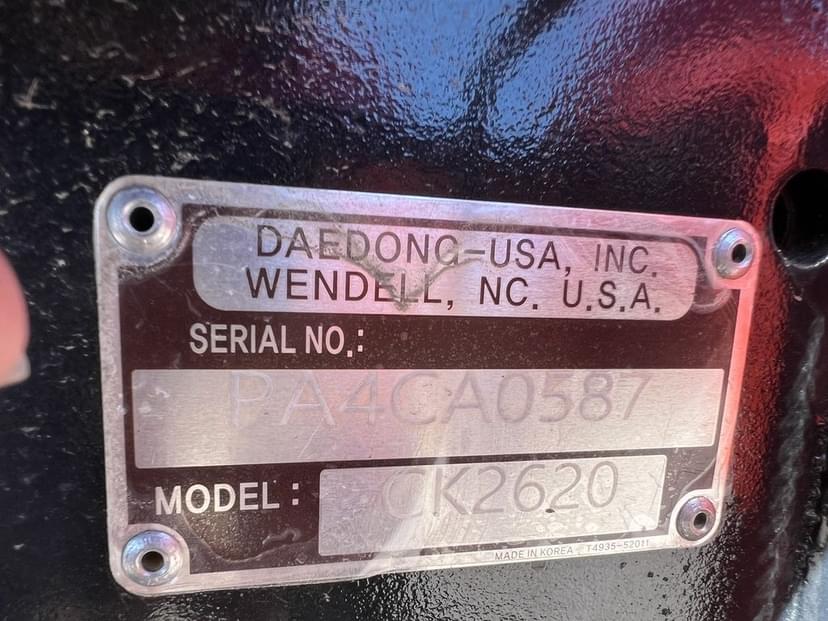 DAEDONG-USA, INC.
WENDELL, NC. U.S.A.
SERIAL NO.:
PA4CA0587
MODEL: CK2620
MADE IN KOREA T4935-52011